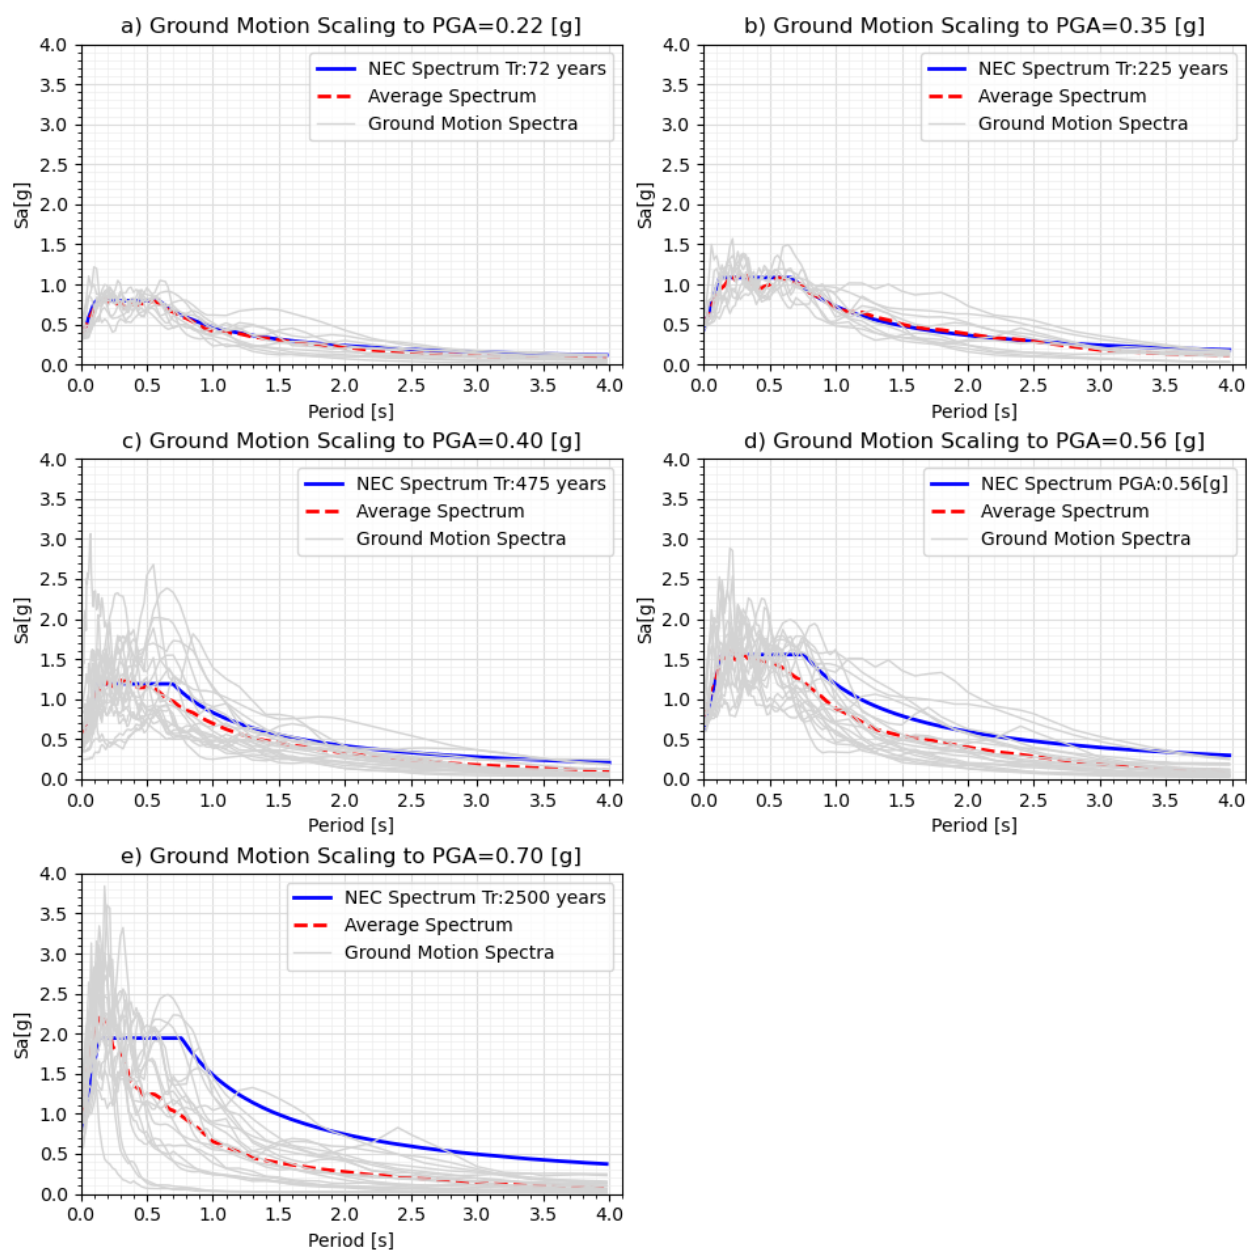 a) Ground Motion Scaling to PGA=0.22 [g]
4.0
3.5
3.0
2.5
2.0
1.5
1.0
0.5
0.0
Sa[g]
NEC Spectrum Tr:72 years
Average Spectrum
Ground Motion Spectra
0.0 0.5 1.0 1.5 2.0 2.5 3.0 3.5 4.0
Period [s]
b) Ground Motion Scaling to PGA=0.35 [g]
4.0
3.5
3.0
2.5
2.0
1.5
1.0
0.5
0.0
Sa[g]
NEC Spectrum Tr:225 years
Average Spectrum
Ground Motion Spectra
0.0 0.5 1.0 1.5 2.0 2.5 3.0 3.5 4.0
Period [s]
c) Ground Motion Scaling to PGA=0.40 [g]
4.0
3.5
3.0
2.5
2.0
1.5
1.0
0.5
0.0
Sa[g]
NEC Spectrum Tr:475 years
Average Spectrum
Ground Motion Spectra
0.0 0.5 1.0 1.5 2.0 2.5 3.0 3.5 4.0
Period [s]
d) Ground Motion Scaling to PGA=0.56 [g]
4.0
3.5
3.0
2.5
2.0
1.5
1.0
0.5
0.0
Sa[g]
NEC Spectrum PGA:0.56[g]
Average Spectrum
Ground Motion Spectra
0.0 0.5 1.0 1.5 2.0 2.5 3.0 3.5 4.0
Period [s]
e) Ground Motion Scaling to PGA=0.70 [g]
4.0
3.5
3.0
2.5
2.0
1.5
1.0
0.5
0.0
Sa[g]
NEC Spectrum Tr:2500 years
Average Spectrum
Ground Motion Spectra
0.0 0.5 1.0 1.5 2.0 2.5 3.0 3.5 4.0
Period [s]